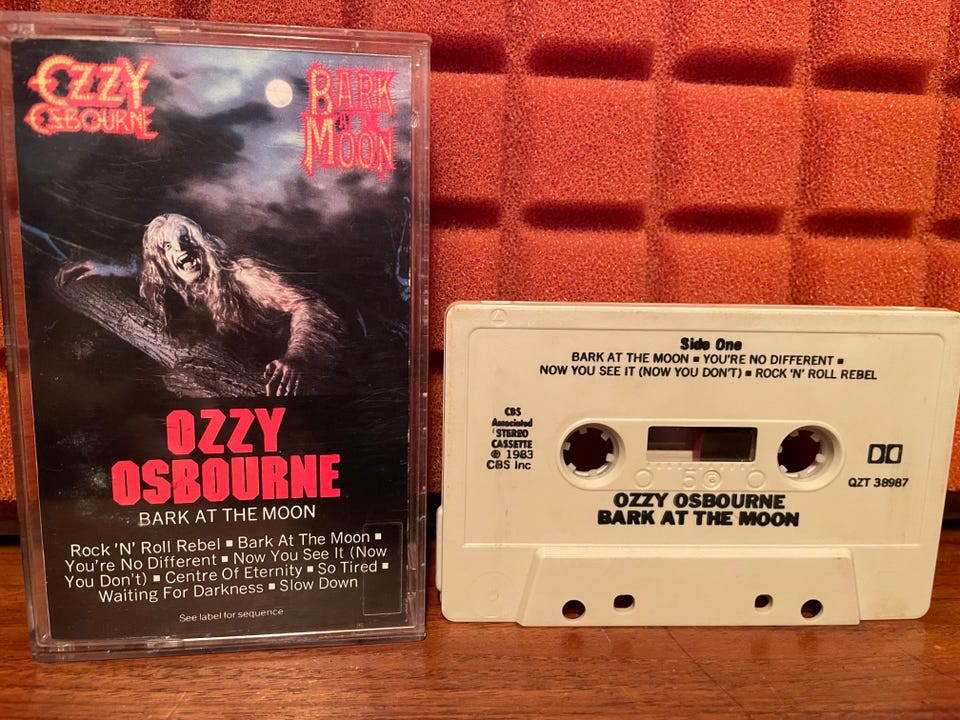 OZZY
OSBOURNE
BARK
AT THE
MOON
OZZY
OSBOURNE
BARK AT THE MOON
Rock 'N' Roll Rebel ■ Bark At The Moon ■
You're No Different ■ Now You See It (Now
You Don't) ■ Centre Of Eternity ■ So Tired ■
Waiting For Darkness ■ Slow Down
See label for sequence
Side One
BARK AT THE MOON ■ YOU'RE NO DIFFERENT ■
NOW YOU SEE IT (NOW YOU DON'T) ■ ROCK 'N' ROLL REBEL
CBS
Associated
STEREO
CASSETTE
℗ 1983
CBS Inc
5
QZT 38987
OZZY OSBOURNE
BARK AT THE MOON